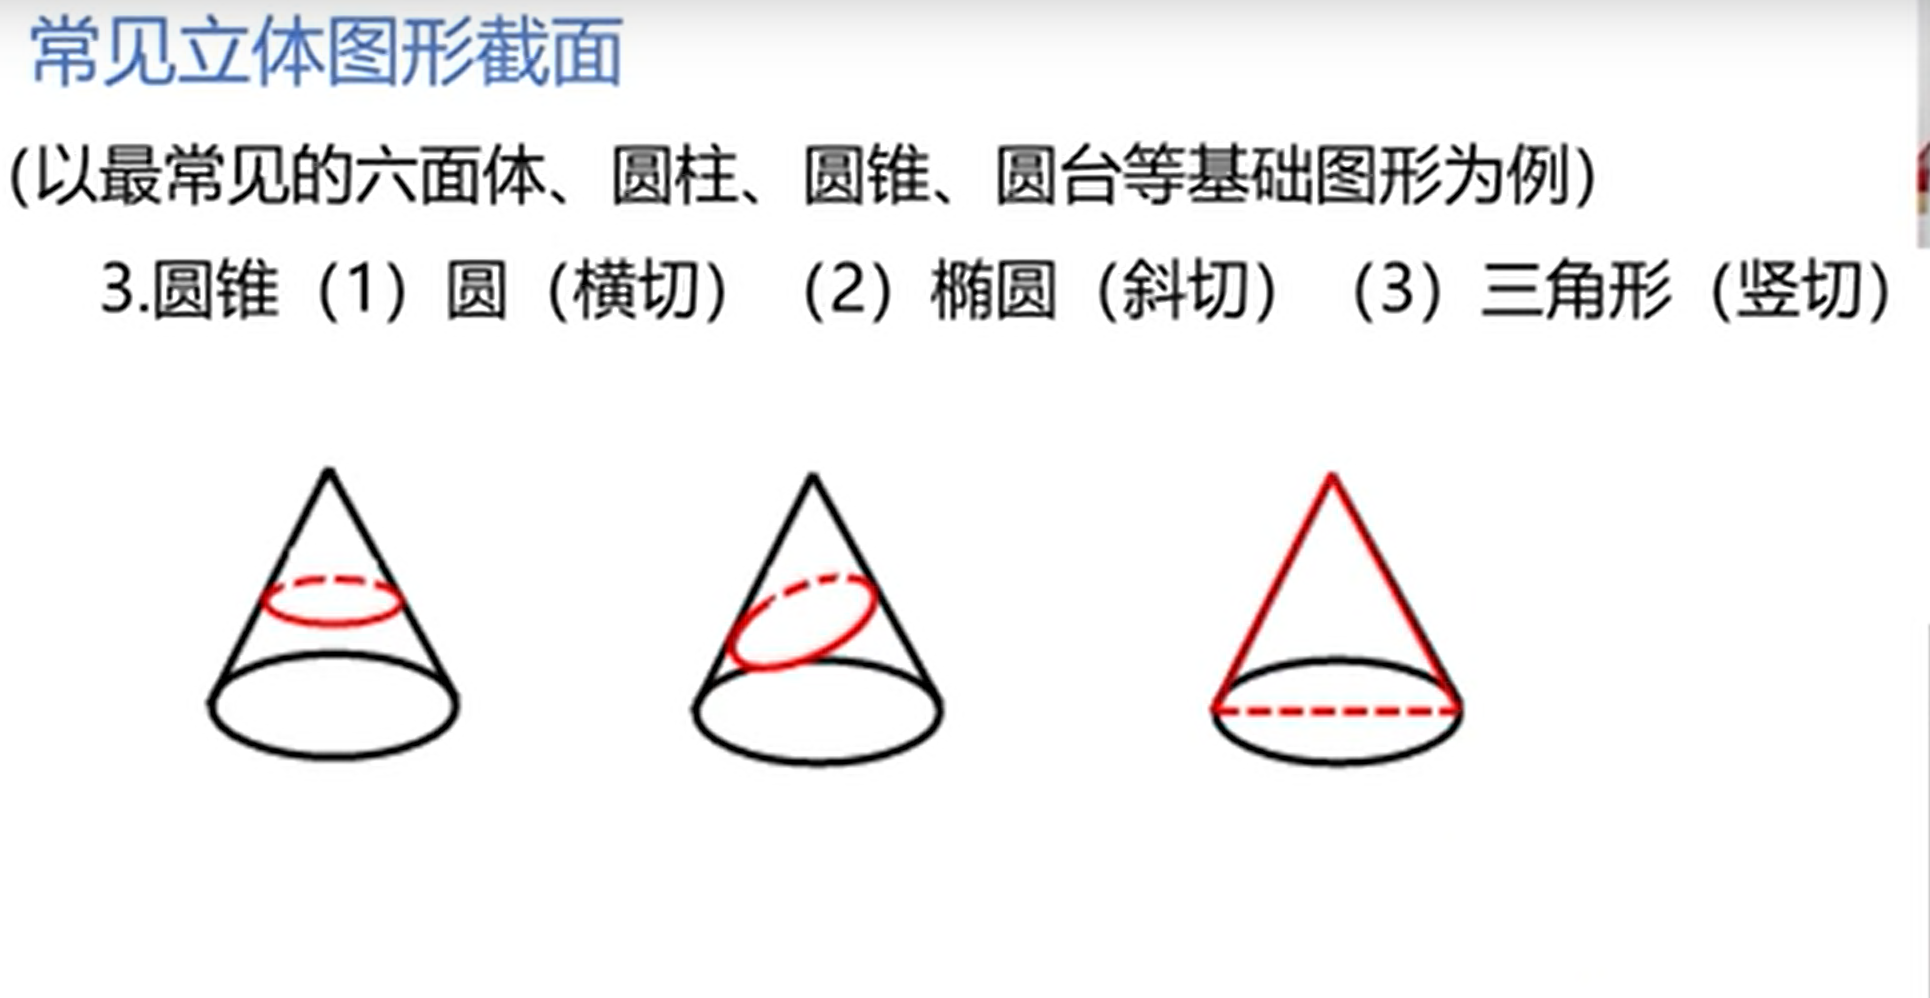 常见立体图形截面
(以最常见的六面体、圆柱、圆锥、圆台等基础图形为例)
3.圆锥（1）圆（横切）（2）椭圆（斜切）（3）三角形（竖切）